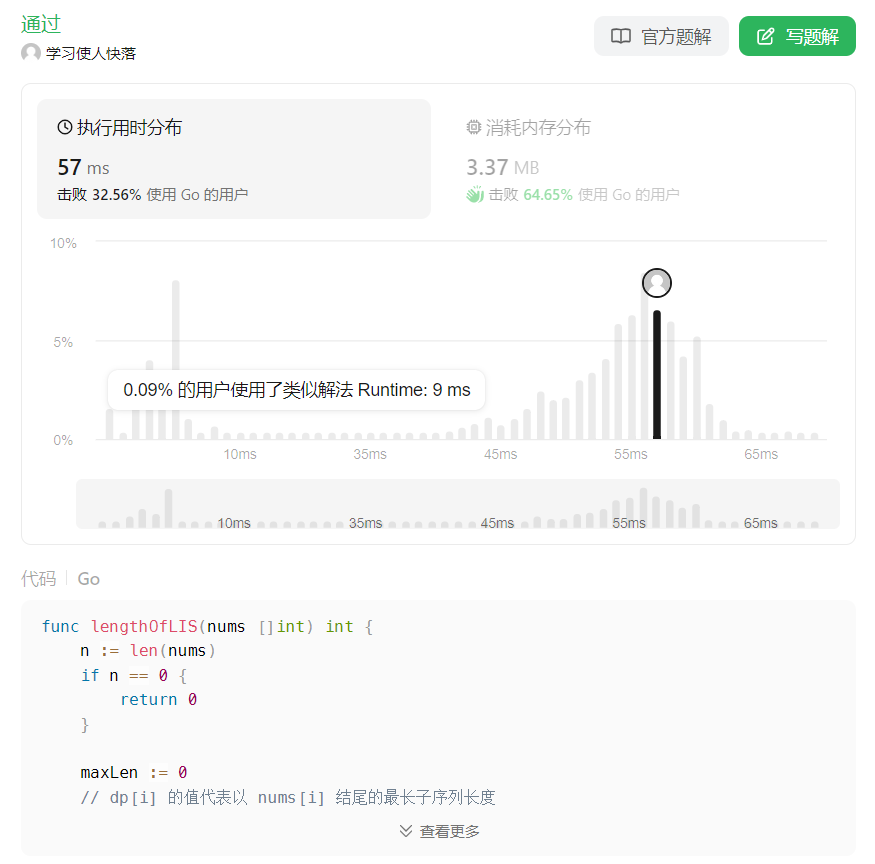 通过
学习使人快落
官方题解
写题解
执行用时分布
57 ms
击败 32.56% 使用 Go 的用户
消耗内存分布
3.37 MB
击败 64.65% 使用 Go 的用户
10%
5%
0%
0.09% 的用户使用了类似解法 Runtime: 9 ms
10ms 35ms 45ms 55ms 65ms
10ms 35ms 45ms 55ms 65ms
代码 Go
func lengthOfLIS(nums []int) int {
    n := len(nums)
    if n == 0 {
        return 0
    }
    maxLen := 0
    // dp[i] 的值代表以 nums[i] 结尾的最长子序列长度
查看更多